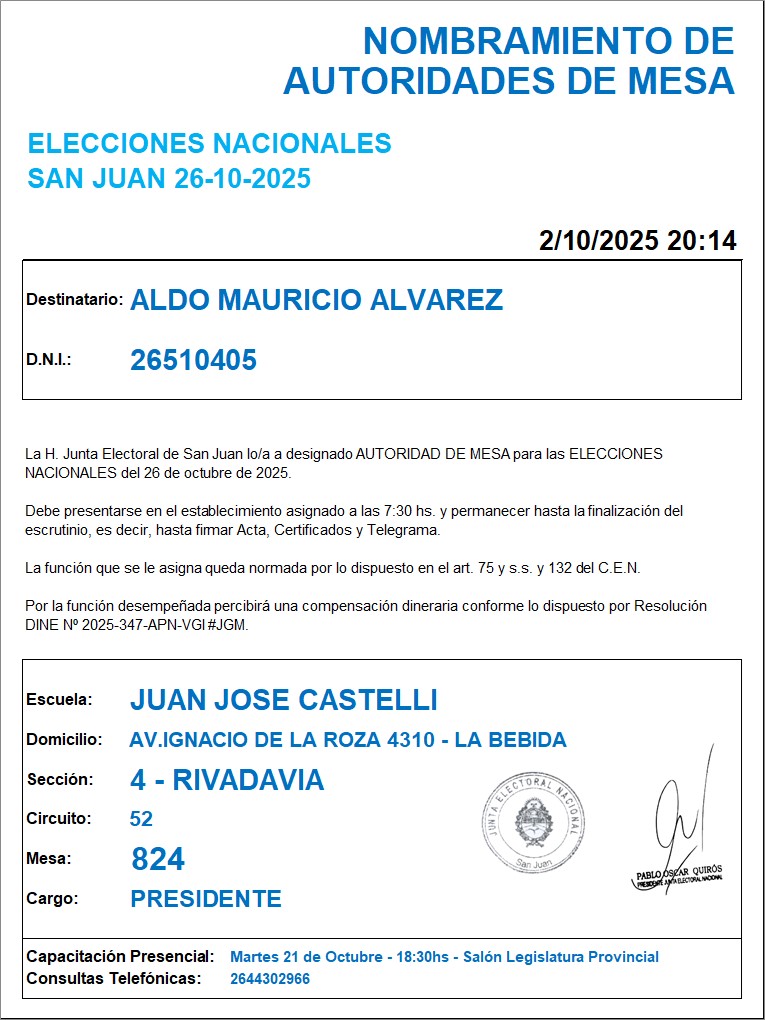 NOMBRAMIENTO DE
AUTORIDADES DE MESA
ELECCIONES NACIONALES
SAN JUAN 26-10-2025
2/10/2025 20:14
Destinatario: ALDO MAURICIO ALVAREZ
D.N.I.: 26510405
La H. Junta Electoral de San Juan lo/a a designado AUTORIDAD DE MESA para las ELECCIONES
NACIONALES del 26 de octubre de 2025.
Debe presentarse en el establecimiento asignado a las 7:30 hs. y permanecer hasta la finalización del
escrutinio, es decir, hasta firmar Acta, Certificados y Telegrama.
La función que se le asigna queda normada por lo dispuesto en el art. 75 y s.s. y 132 del C.E.N.
Por la función desempeñada percibirá una compensación dineraria conforme lo dispuesto por Resolución
DINE Nº 2025-347-APN-VGI#JGM.
Escuela: JUAN JOSE CASTELLI
Domicilio: AV.IGNACIO DE LA ROZA 4310 - LA BEBIDA
Sección: 4 - RIVADAVIA
Circuito: 52
Mesa: 824
Cargo: PRESIDENTE
JUNTA ELECTORAL NACIONAL
San Juan
PABLO OSCAR QUIRÓS
PRESIDENTE JUNTA ELECTORAL NACIONAL
Capacitación Presencial: Martes 21 de Octubre - 18:30hs - Salón Legislatura Provincial
Consultas Telefónicas: 2644302966